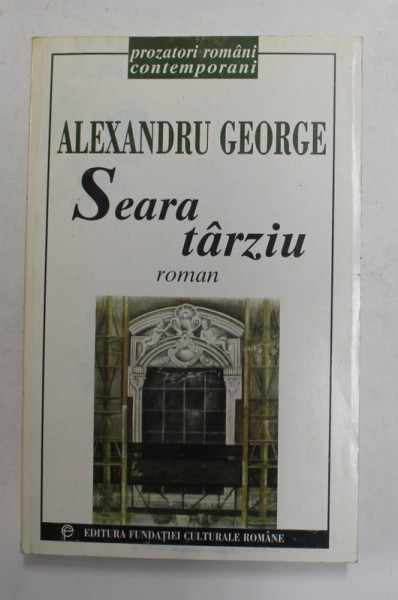 prozatori români
contemporani
ALEXANDRU GEORGE
Seara
târziu
roman
EDITURA FUNDAȚIEI CULTURALE ROMÂNE